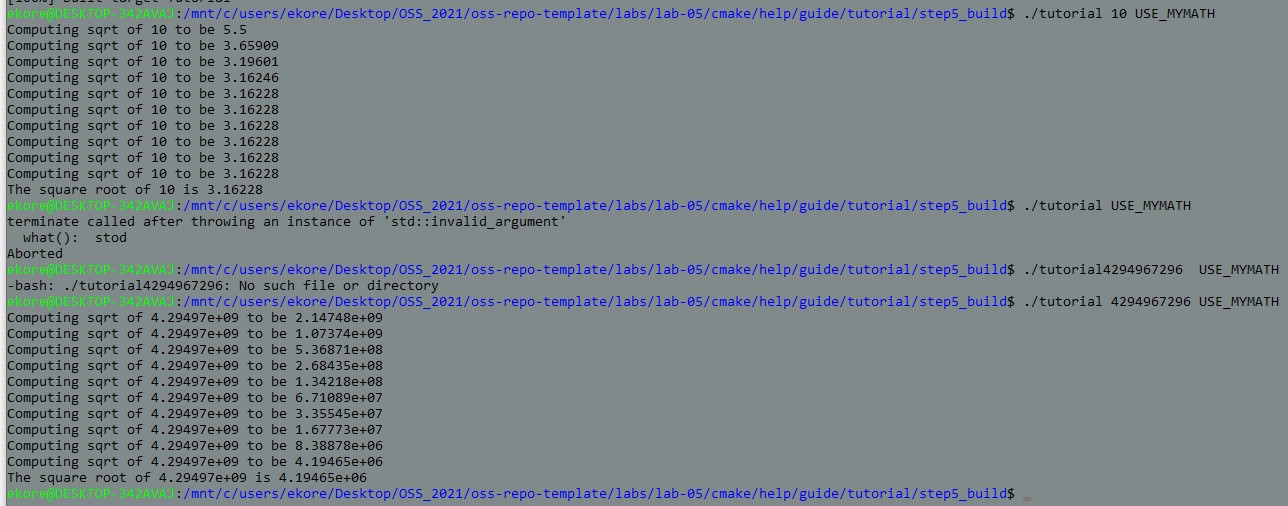 [100%] Built target Tutorial
ekore@DESKTOP-342AVAJ:/mnt/c/users/ekore/Desktop/OSS_2021/oss-repo-template/labs/lab-05/cmake/help/guide/tutorial/step5_build$ ./tutorial 10 USE_MYMATH
Computing sqrt of 10 to be 5.5
Computing sqrt of 10 to be 3.65909
Computing sqrt of 10 to be 3.19601
Computing sqrt of 10 to be 3.16246
Computing sqrt of 10 to be 3.16228
Computing sqrt of 10 to be 3.16228
Computing sqrt of 10 to be 3.16228
Computing sqrt of 10 to be 3.16228
Computing sqrt of 10 to be 3.16228
Computing sqrt of 10 to be 3.16228
The square root of 10 is 3.16228
ekore@DESKTOP-342AVAJ:/mnt/c/users/ekore/Desktop/OSS_2021/oss-repo-template/labs/lab-05/cmake/help/guide/tutorial/step5_build$ ./tutorial USE_MYMATH
terminate called after throwing an instance of 'std::invalid_argument'
  what():  stod
Aborted
ekore@DESKTOP-342AVAJ:/mnt/c/users/ekore/Desktop/OSS_2021/oss-repo-template/labs/lab-05/cmake/help/guide/tutorial/step5_build$ ./tutorial4294967296  USE_MYMATH
-bash: ./tutorial4294967296: No such file or directory
ekore@DESKTOP-342AVAJ:/mnt/c/users/ekore/Desktop/OSS_2021/oss-repo-template/labs/lab-05/cmake/help/guide/tutorial/step5_build$ ./tutorial 4294967296 USE_MYMATH
Computing sqrt of 4.29497e+09 to be 2.14748e+09
Computing sqrt of 4.29497e+09 to be 1.07374e+09
Computing sqrt of 4.29497e+09 to be 5.36871e+08
Computing sqrt of 4.29497e+09 to be 2.68435e+08
Computing sqrt of 4.29497e+09 to be 1.34218e+08
Computing sqrt of 4.29497e+09 to be 6.71089e+07
Computing sqrt of 4.29497e+09 to be 3.35545e+07
Computing sqrt of 4.29497e+09 to be 1.67773e+07
Computing sqrt of 4.29497e+09 to be 8.38878e+06
Computing sqrt of 4.29497e+09 to be 4.19465e+06
The square root of 4.29497e+09 is 4.19465e+06
ekore@DESKTOP-342AVAJ:/mnt/c/users/ekore/Desktop/OSS_2021/oss-repo-template/labs/lab-05/cmake/help/guide/tutorial/step5_build$